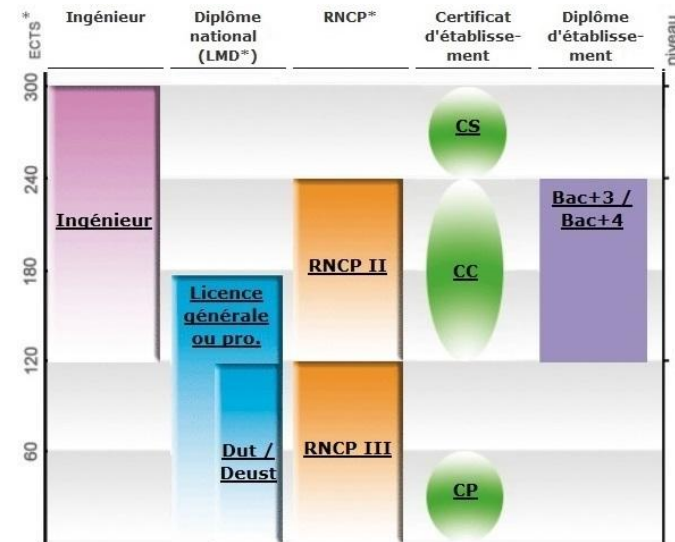 ECTS *
Ingénieur
Diplôme
national
(LMD*)
RNCP*
Certificat
d'établisse-
ment
Diplôme
d'établisse-
ment
niveau
300
240
180
120
60
Ingénieur
Licence
générale
ou pro.
Dut /
Deust
RNCP II
RNCP III
CS
CC
CP
Bac+3 /
Bac+4